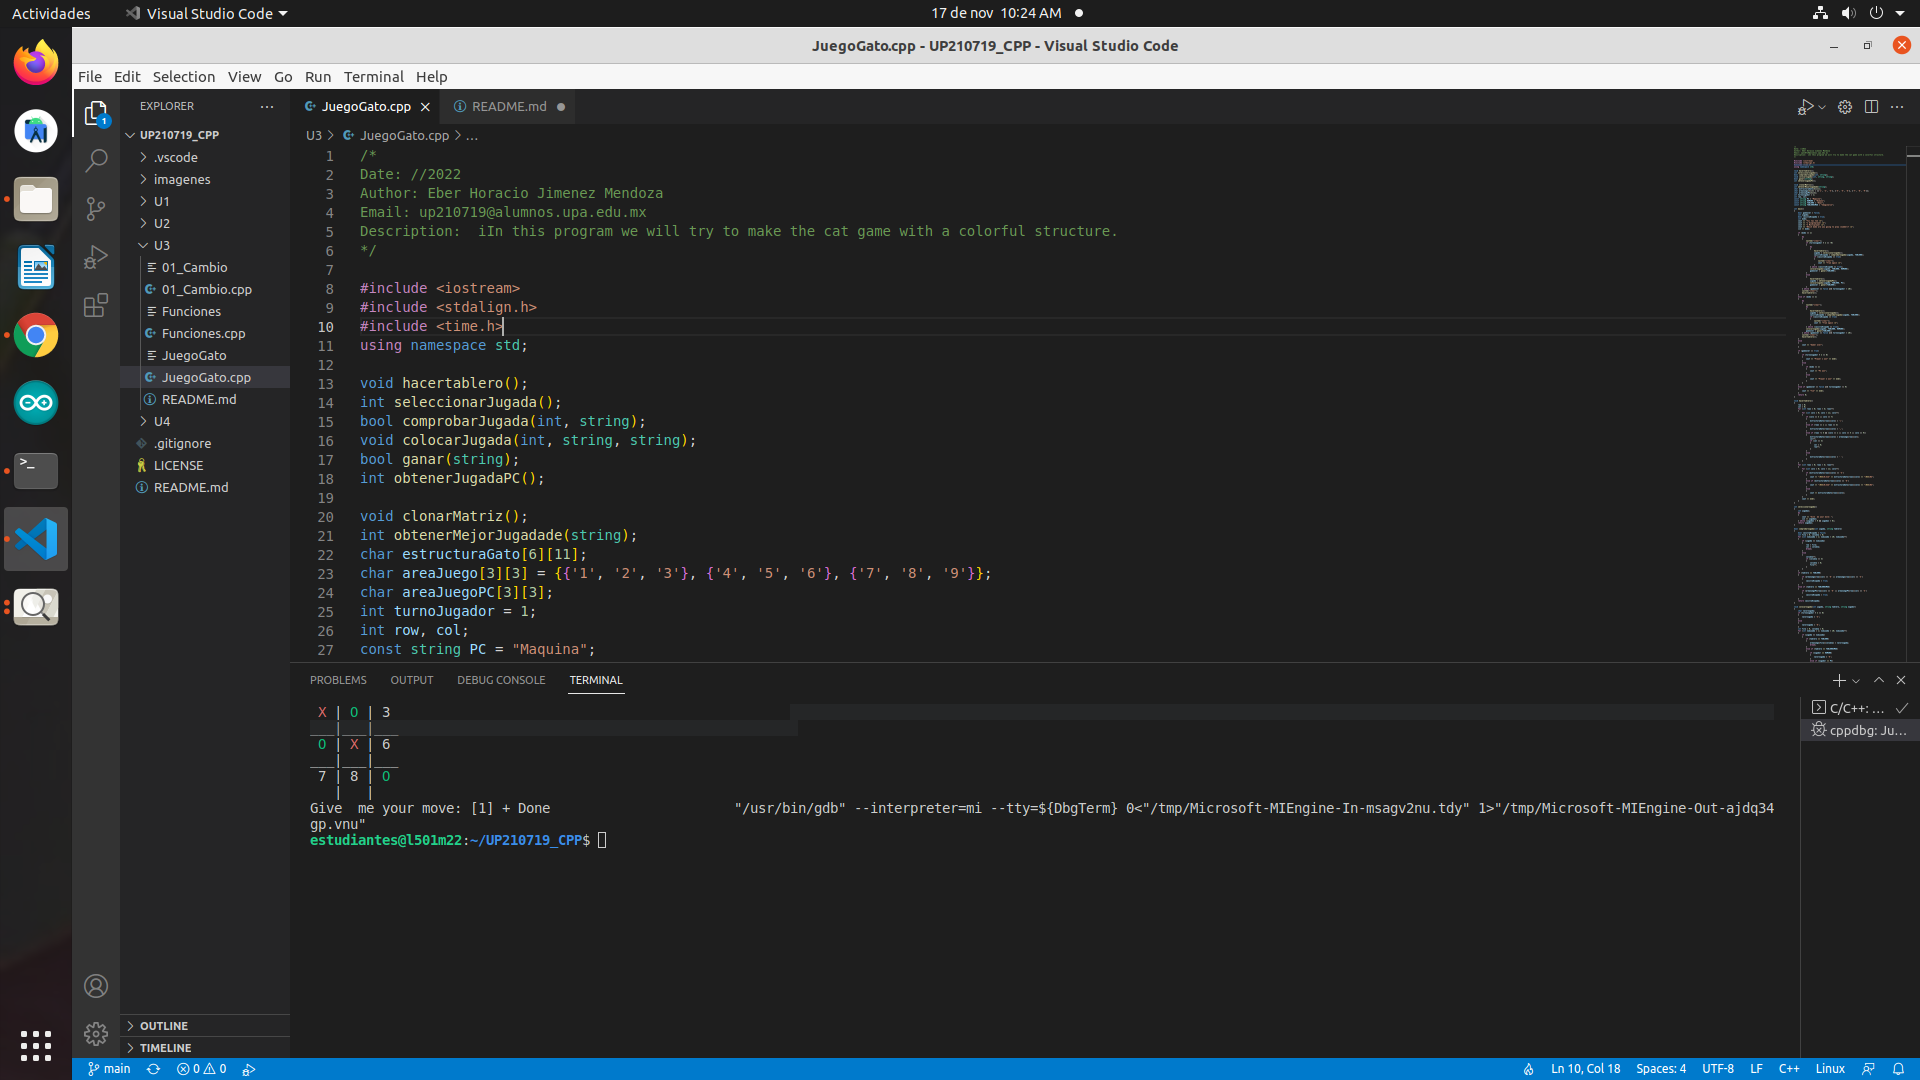 Actividades
Visual Studio Code
17 de nov 10:24 AM
JuegoGato.cpp - UP210719_CPP - Visual Studio Code
File Edit Selection View Go Run Terminal Help
EXPLORER
UP210719_CPP
.vscode
imagenes
U1
U2
U3
01_Cambio
01_Cambio.cpp
Funciones
Funciones.cpp
JuegoGato
JuegoGato.cpp
README.md
U4
.gitignore
LICENSE
README.md
OUTLINE
TIMELINE
JuegoGato.cpp
README.md
U3 > JuegoGato.cpp > ...
1 /*
2 Date: //2022
3 Author: Eber Horacio Jimenez Mendoza
4 Email: up210719@alumnos.upa.edu.mx
5 Description:  iIn this program we will try to make the cat game with a colorful structure.
6 */
7
8 #include <iostream>
9 #include <stdalign.h>
10 #include <time.h>
11 using namespace std;
12
13 void hacertablero();
14 int seleccionarJugada();
15 bool comprobarJugada(int, string);
16 void colocarJugada(int, string, string);
17 bool ganar(string);
18 int obtenerJugadaPC();
19
20 void clonarMatriz();
21 int obtenerMejorJugadade(string);
22 char estructuraGato[6][11];
23 char areaJuego[3][3] = {{'1', '2', '3'}, {'4', '5', '6'}, {'7', '8', '9'}};
24 char areaJuegoPC[3][3];
25 int turnoJugador = 1;
26 int row, col;
27 const string PC = "Maquina";
PROBLEMS OUTPUT DEBUG CONSOLE TERMINAL
 X | O | 3
___|___|___
 O | X | 6
___|___|___
 7 | 8 | O
   |   |
Give  me your move: [1] + Done                       "/usr/bin/gdb" --interpreter=mi --tty=${DbgTerm} 0<"/tmp/Microsoft-MIEngine-In-msagv2nu.tdy" 1>"/tmp/Microsoft-MIEngine-Out-ajdq34
gp.vnu"
estudiantes@l501m22:~/UP210719_CPP$
C/C++: ...
cppdbg: Ju...
main
0
0
Ln 10, Col 18
Spaces: 4
UTF-8
LF
C++
Linux